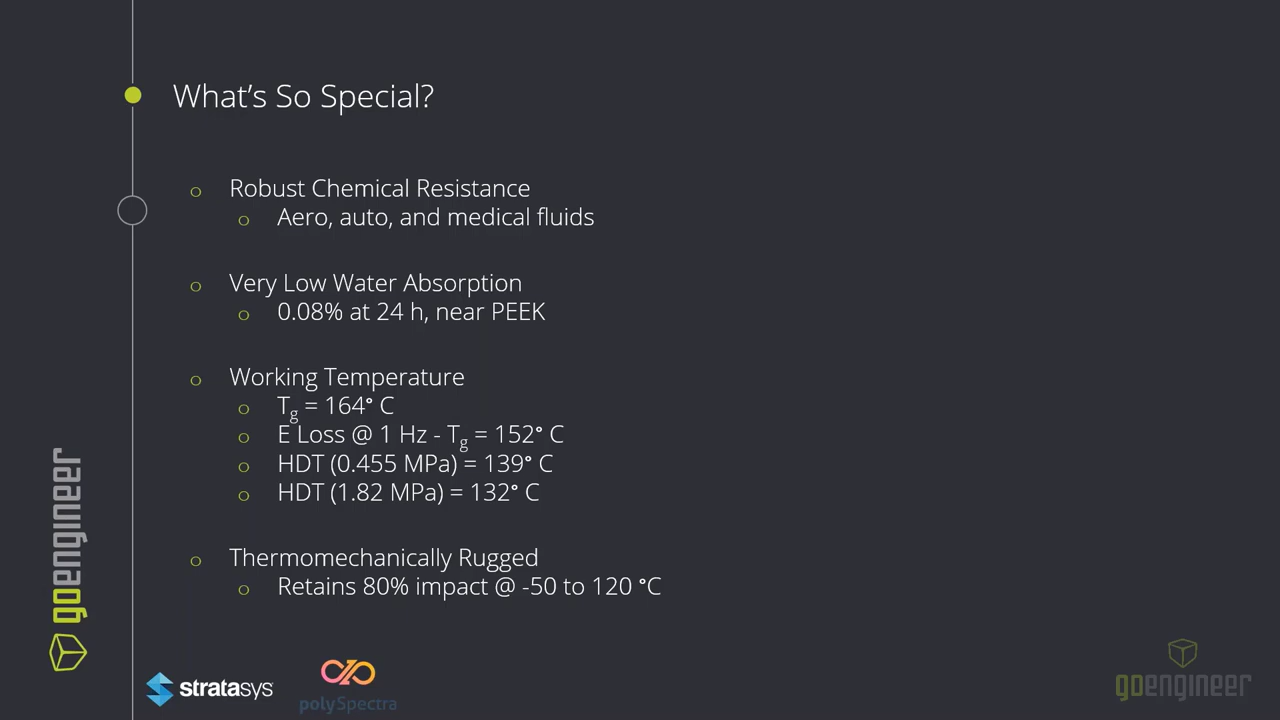 What's So Special?
o Robust Chemical Resistance
o Aero, auto, and medical fluids
o Very Low Water Absorption
o 0.08% at 24 h, near PEEK
o Working Temperature
o Tg = 164° C
o E Loss @ 1 Hz - Tg = 152° C
o HDT (0.455 MPa) = 139° C
o HDT (1.82 MPa) = 132° C
o Thermomechanically Rugged
o Retains 80% impact @ -50 to 120 °C
goengineer
stratasys
polySpectra
goengineer